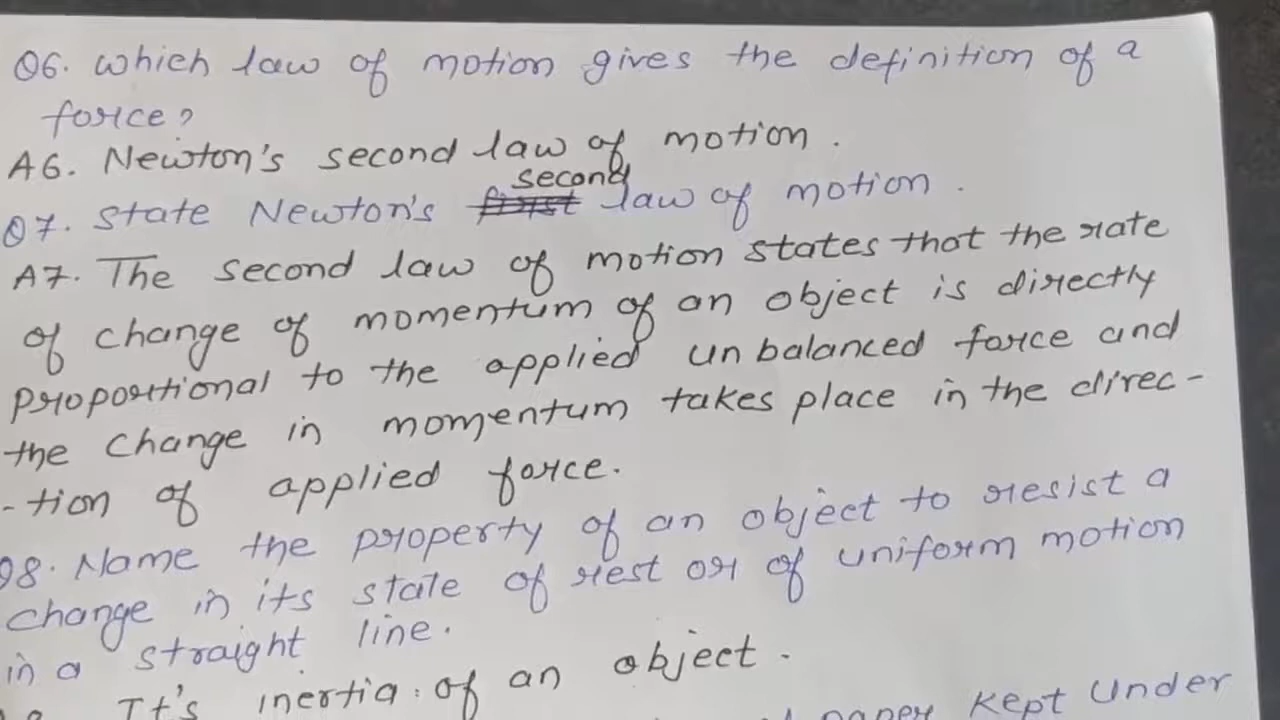 Q6. which law of motion gives the definition of a
force?
A6. Newton's second law of motion.
second
Q7. State Newton's first law of motion.
A7. The second law of motion states that the rate
of change of momentum of an object is directly
proportional to the applied unbalanced force and
the change in momentum takes place in the direc-
-tion of applied force.
Q8. Name the property of an object to resist a
change in its state of rest or of uniform motion
in a straight line.
It's inertia of an object.
paper kept under